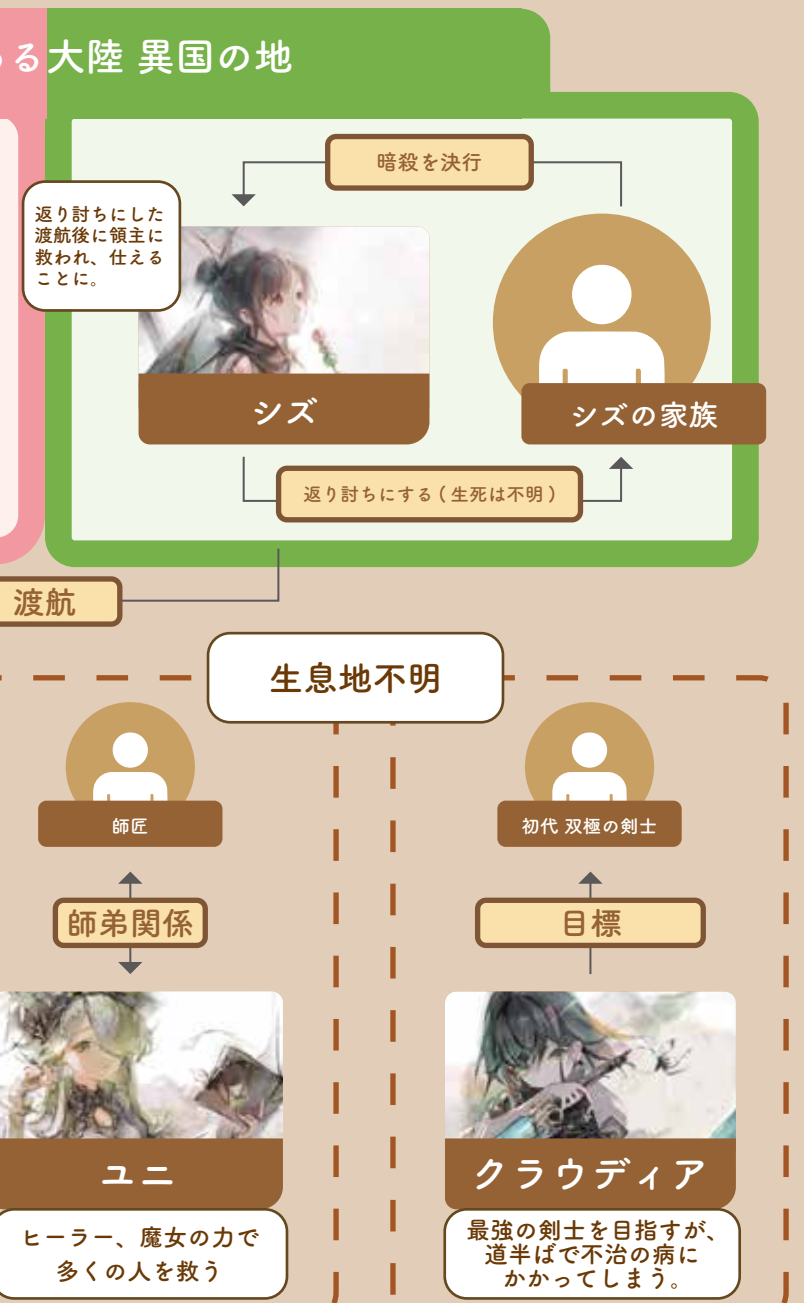 る大陸 異国の地
暗殺を決行
返り討ちにした
渡航後に領主に
救われ、仕える
ことに。
シズ
シズの家族
返り討ちにする（生死は不明）
渡航
生息地不明
師匠
初代 双極の剣士
師弟関係
目標
ユニ
クラウディア
ヒーラー、魔女の力で
多くの人を救う
最強の剣士を目指すが、
道半ばで不治の病に
かかってしまう。